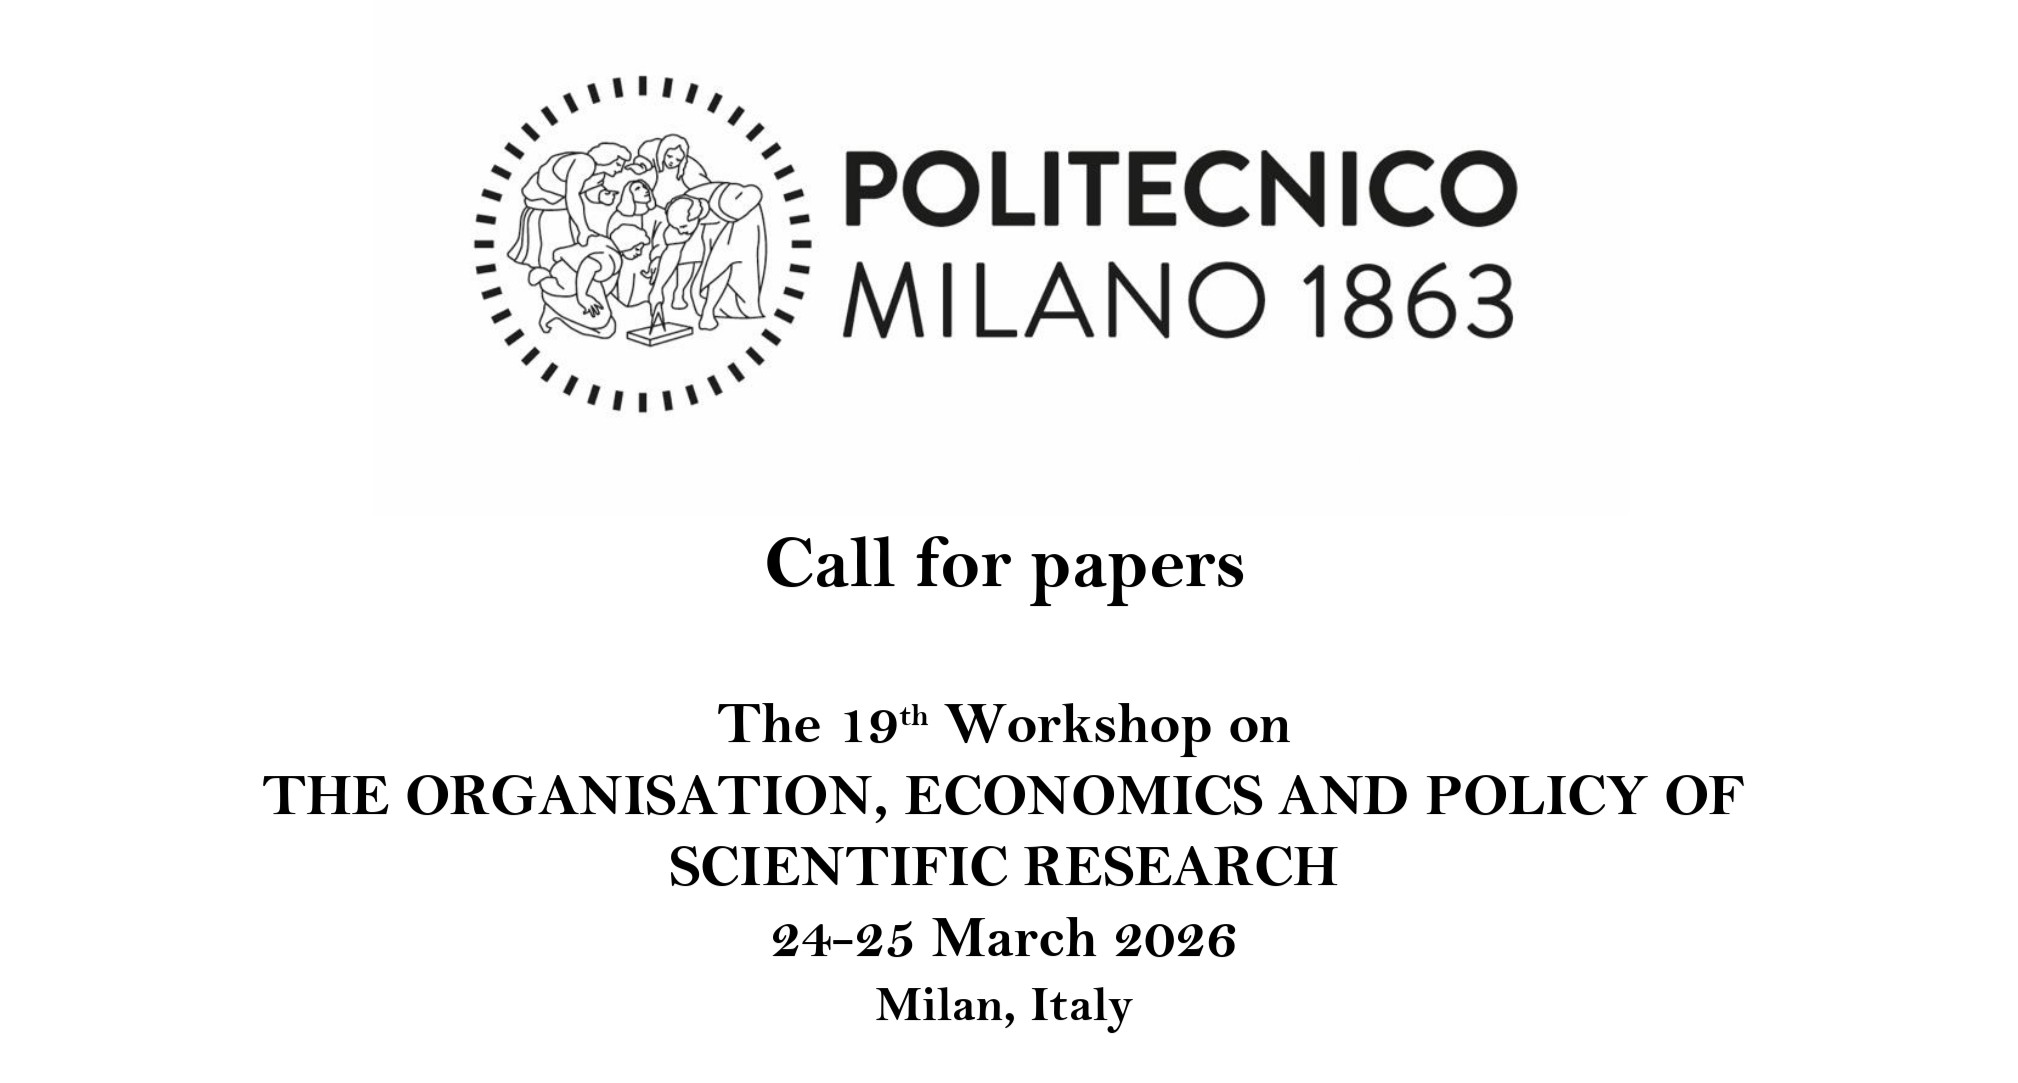 POLITECNICO
MILANO 1863
Call for papers
The 19th Workshop on
THE ORGANISATION, ECONOMICS AND POLICY OF
SCIENTIFIC RESEARCH
24-25 March 2026
Milan, Italy